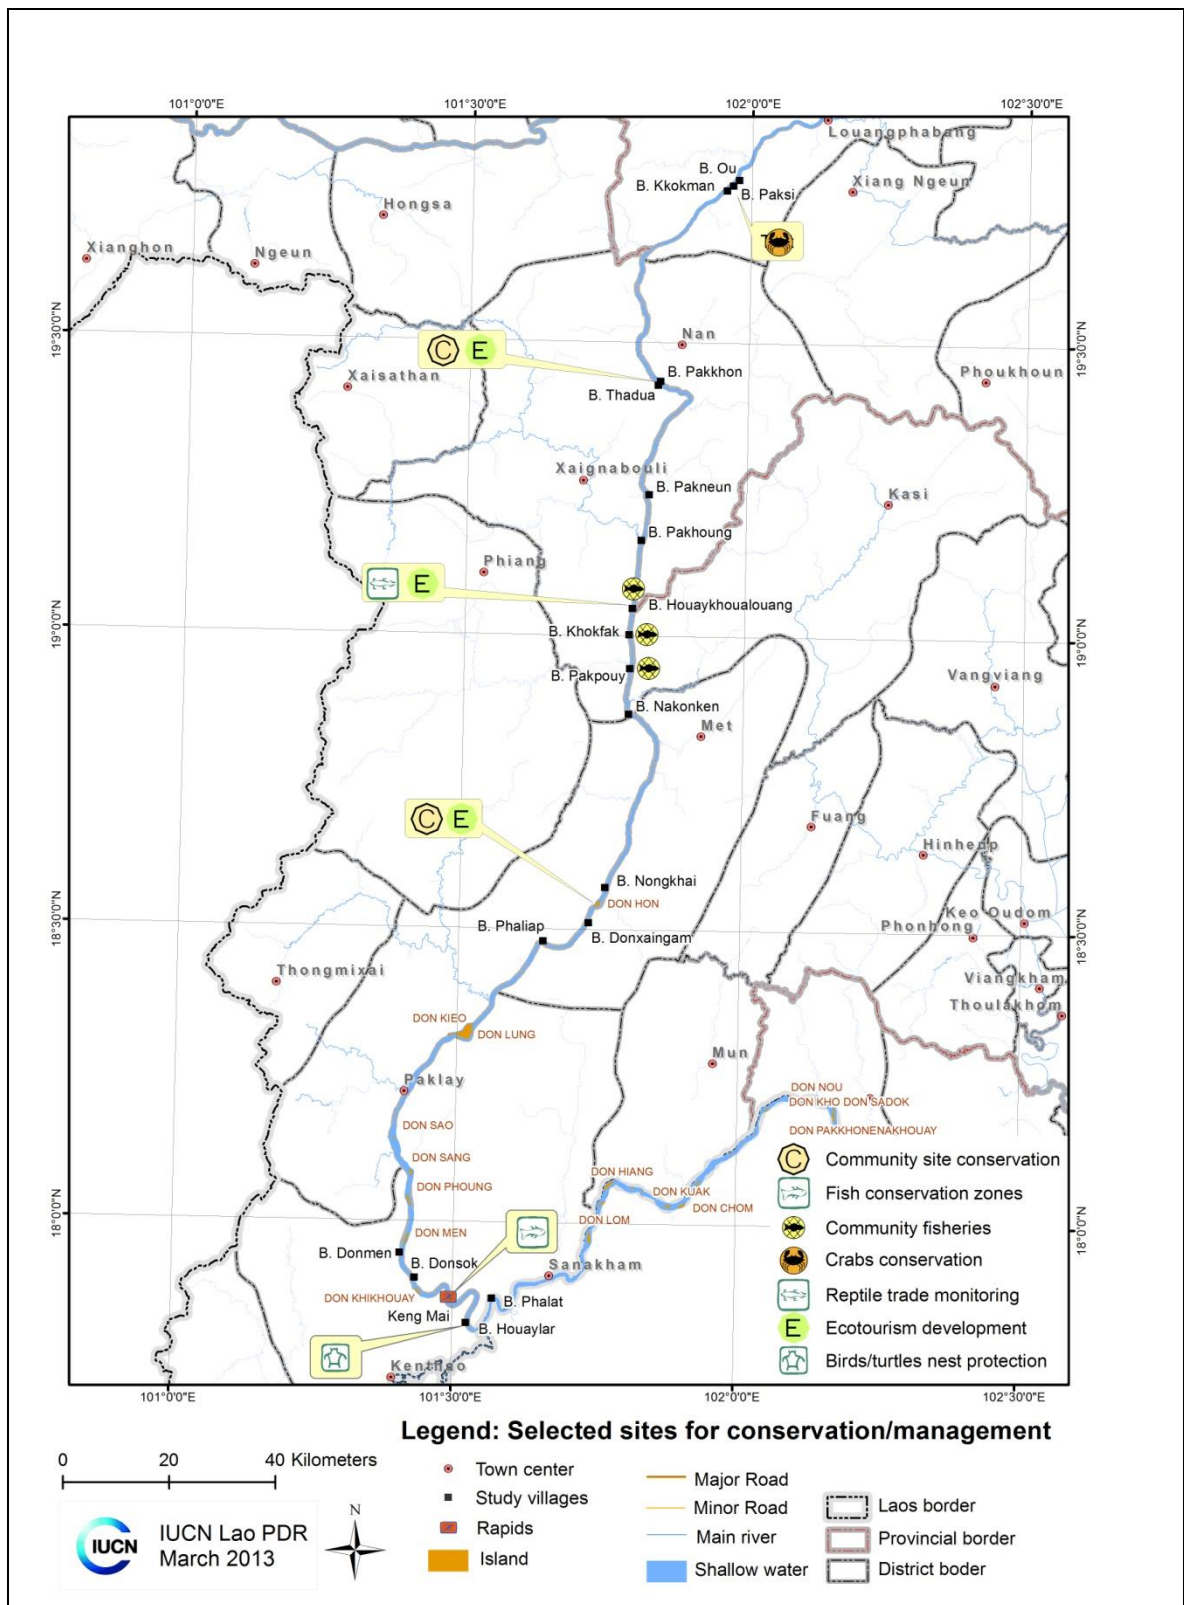 101°0'0"E
101°30'0"E
102°0'0"E
102°30'0"E
Louangphabang
B. Ou
B. Kkokman
B. Paksi
Xiang Ngeun
Hongsa
Xianghon
Ngeun
19°30'0"N
19°30'0"N
C E
Nan
B. Pakkhon
B. Thadua
Xaisathan
Phoukhoun
Xaignabouli
B. Pakneun
Kasi
B. Pakhoung
Phiang
E
B. Houaykhoualouang
19°0'0"N
19°0'0"N
B. Khokfak
B. Pakpouy
Vangviang
B. Nakonken
Met
C E
Fuang
Hinheup
B. Nongkhai
DON HON
Keo Oudom
18°30'0"N
18°30'0"N
B. Phaliap
B. Donxaingam
Phonhong
Thongmixai
Viangkham
Thoulakhom
DON KIEO
DON LUNG
Mun
Paklay
DON NOU
DON KHO DON SADOK
DON SAO
DON PAKKHONENAKHOUAY
DON SANG
DON HIANG
DON PHOUNG
DON KUAK
DON CHOM
18°0'0"N
18°0'0"N
DON MEN
DON LOM
B. Donmen
B. Donsok
Sanakham
DON KHIKHOUAY
Keng Mai
B. Phalat
B. Houaylar
Kenthao
C Community site conservation
Fish conservation zones
Community fisheries
Crabs conservation
Reptile trade monitoring
E Ecotourism development
Birds/turtles nest protection
101°0'0"E
101°30'0"E
102°0'0"E
102°30'0"E
Legend: Selected sites for conservation/management
0 20 40 Kilometers
Town center
Study villages
Rapids
Island
Major Road
Minor Road
Main river
Shallow water
Laos border
Provincial border
District boder
IUCN
IUCN Lao PDR
March 2013
N